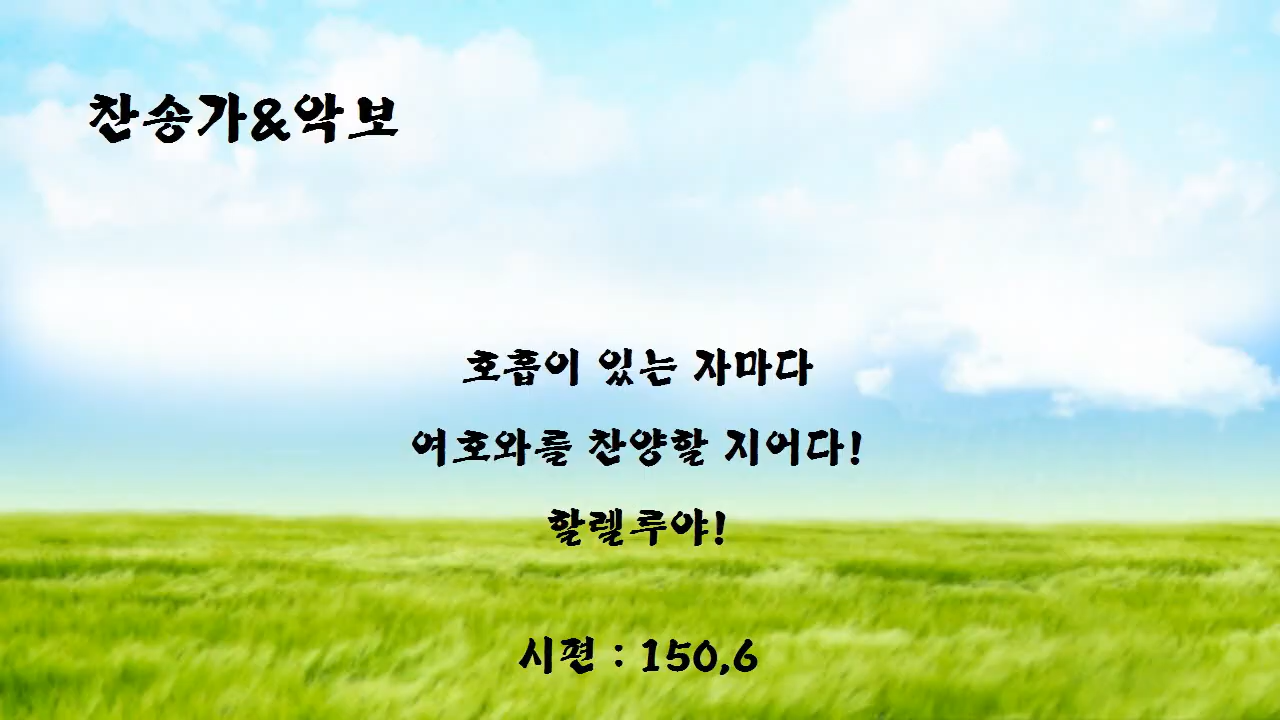 찬송가&악보
호흡이 있는 자마다
여호와를 찬양할 지어다!
할렐루야!
시편 : 150,6